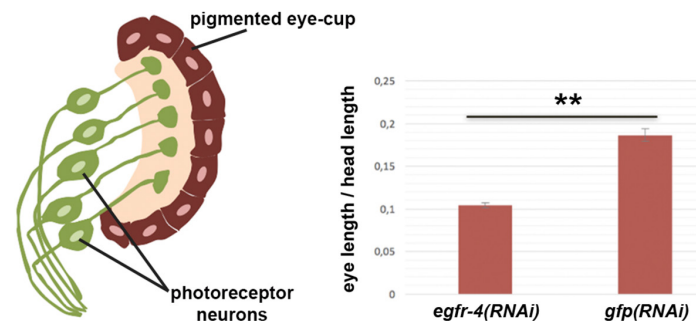 pigmented eye-cup
photoreceptor
neurons
eye length / head length
0,25
**
0,2
0,15
0,1
0,05
0
egfr-4(RNAi)
gfp(RNAi)